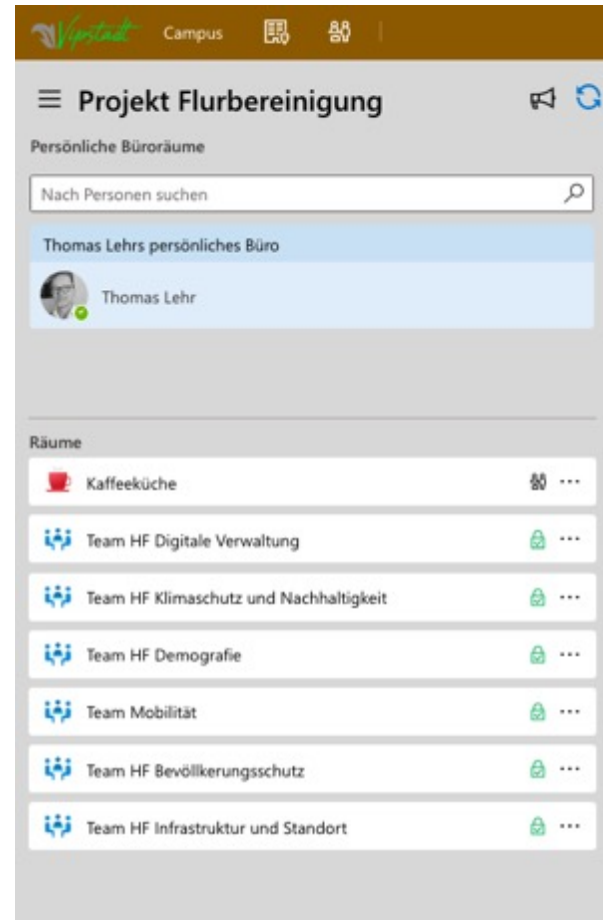 Vipstadt Campus
Projekt Flurbereinigung
Persönliche Büroräume
Nach Personen suchen
Thomas Lehrs persönliches Büro
Thomas Lehr
Räume
Kaffeeküche
Team HF Digitale Verwaltung
Team HF Klimaschutz und Nachhaltigkeit
Team HF Demografie
Team Mobilität
Team HF Bevöllkerungsschutz
Team HF Infrastruktur und Standort